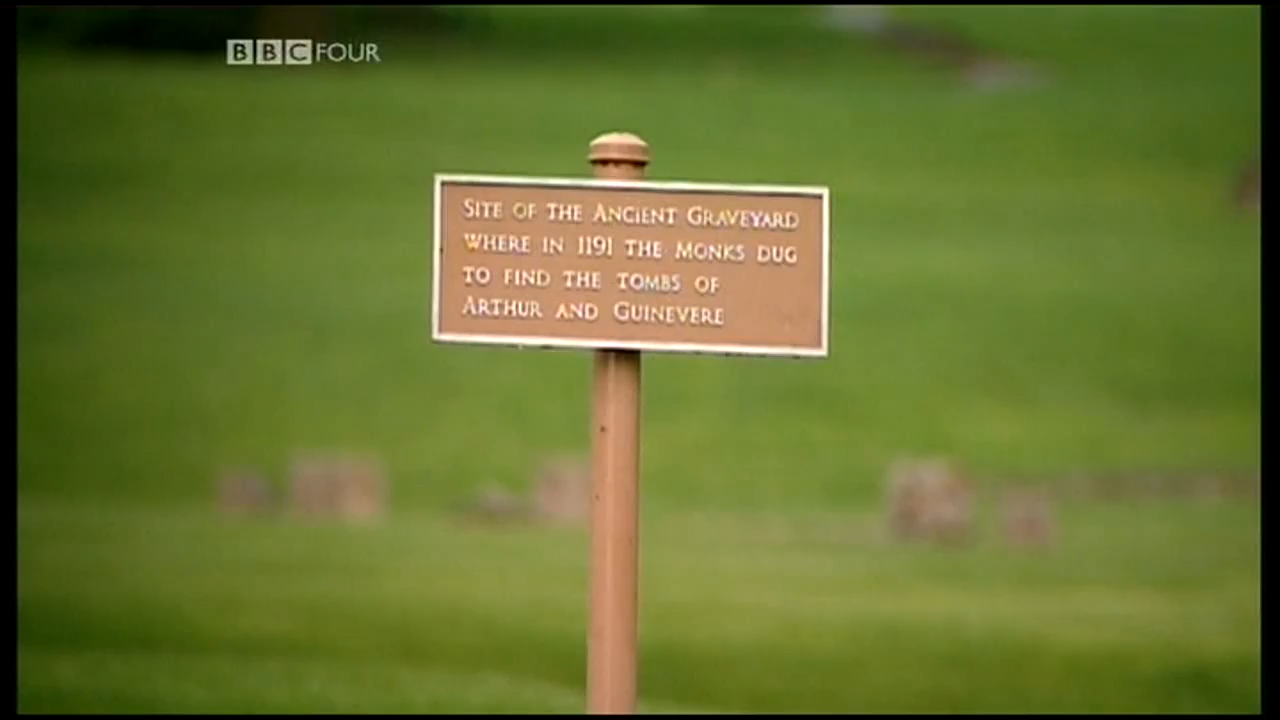 BBC FOUR
SITE OF THE ANCIENT GRAVEYARD
WHERE IN 1191 THE MONKS DUG
TO FIND THE TOMBS OF
ARTHUR AND GUINEVERE